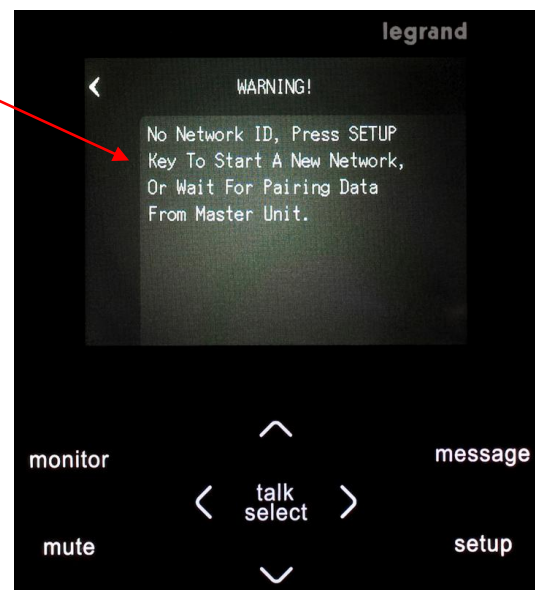 legrand
WARNING!
No Network ID, Press SETUP
Key To Start A New Network,
Or Wait For Pairing Data
From Master Unit.
monitor
message
talk
select
mute
setup